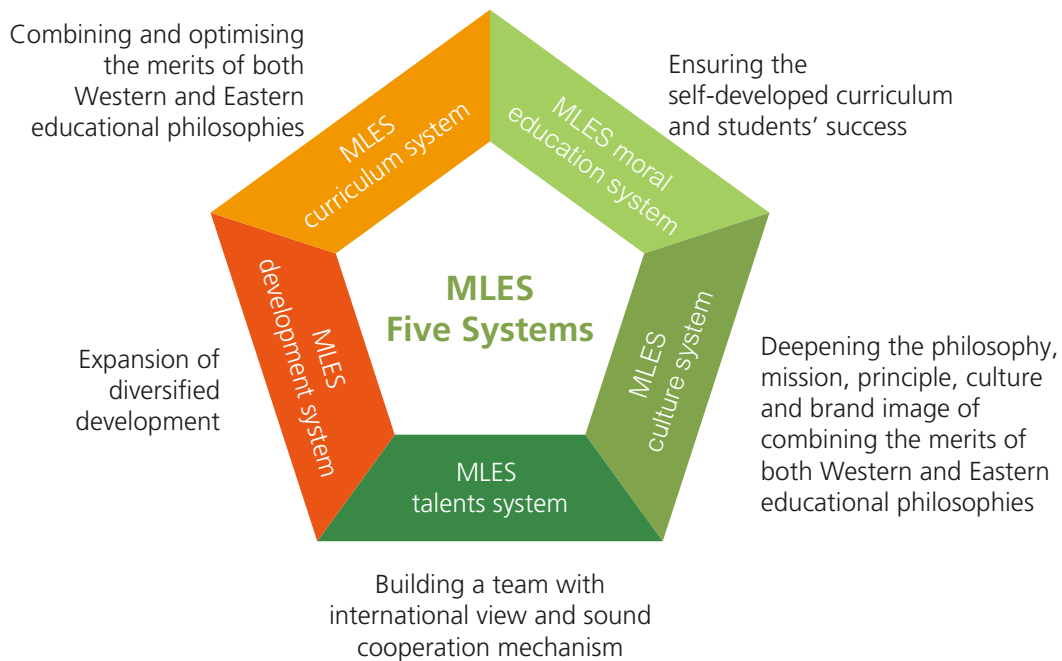 Combining and optimising
the merits of both
Western and Eastern
educational philosophies
MLES
curriculum system
MLES moral
education system
Ensuring the
self-developed curriculum
and students’ success
MLES
Five Systems
MLES
development system
Expansion of
diversified
development
MLES
culture system
Deepening the philosophy,
mission, principle, culture
and brand image of
combining the merits of
both Western and Eastern
educational philosophies
MLES
talents system
Building a team with
international view and sound
cooperation mechanism